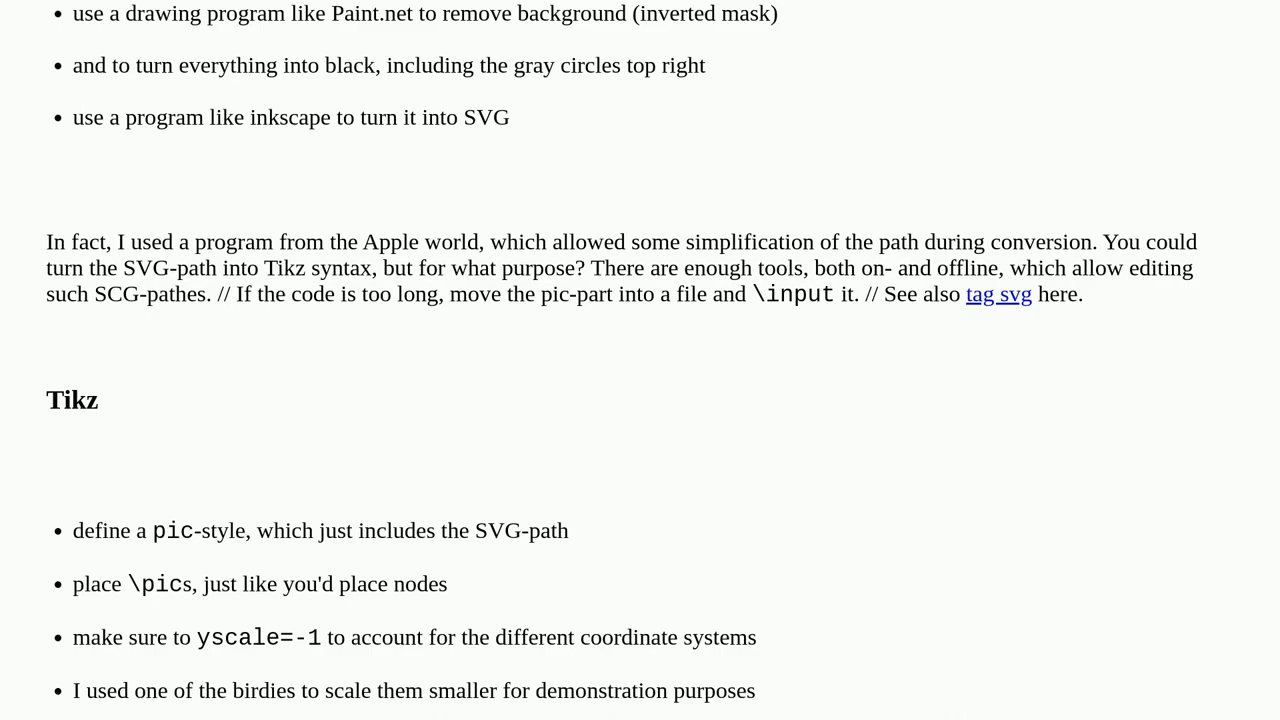 • use a drawing program like Paint.net to remove background (inverted mask)
• and to turn everything into black, including the gray circles top right
• use a program like inkscape to turn it into SVG
In fact, I used a program from the Apple world, which allowed some simplification of the path during conversion. You could
turn the SVG-path into Tikz syntax, but for what purpose? There are enough tools, both on- and offline, which allow editing
such SCG-pathes. // If the code is too long, move the pic-part into a file and \input it. // See also tag svg here.
Tikz
• define a pic-style, which just includes the SVG-path
• place \pics, just like you'd place nodes
• make sure to yscale=-1 to account for the different coordinate systems
• I used one of the birdies to scale them smaller for demonstration purposes